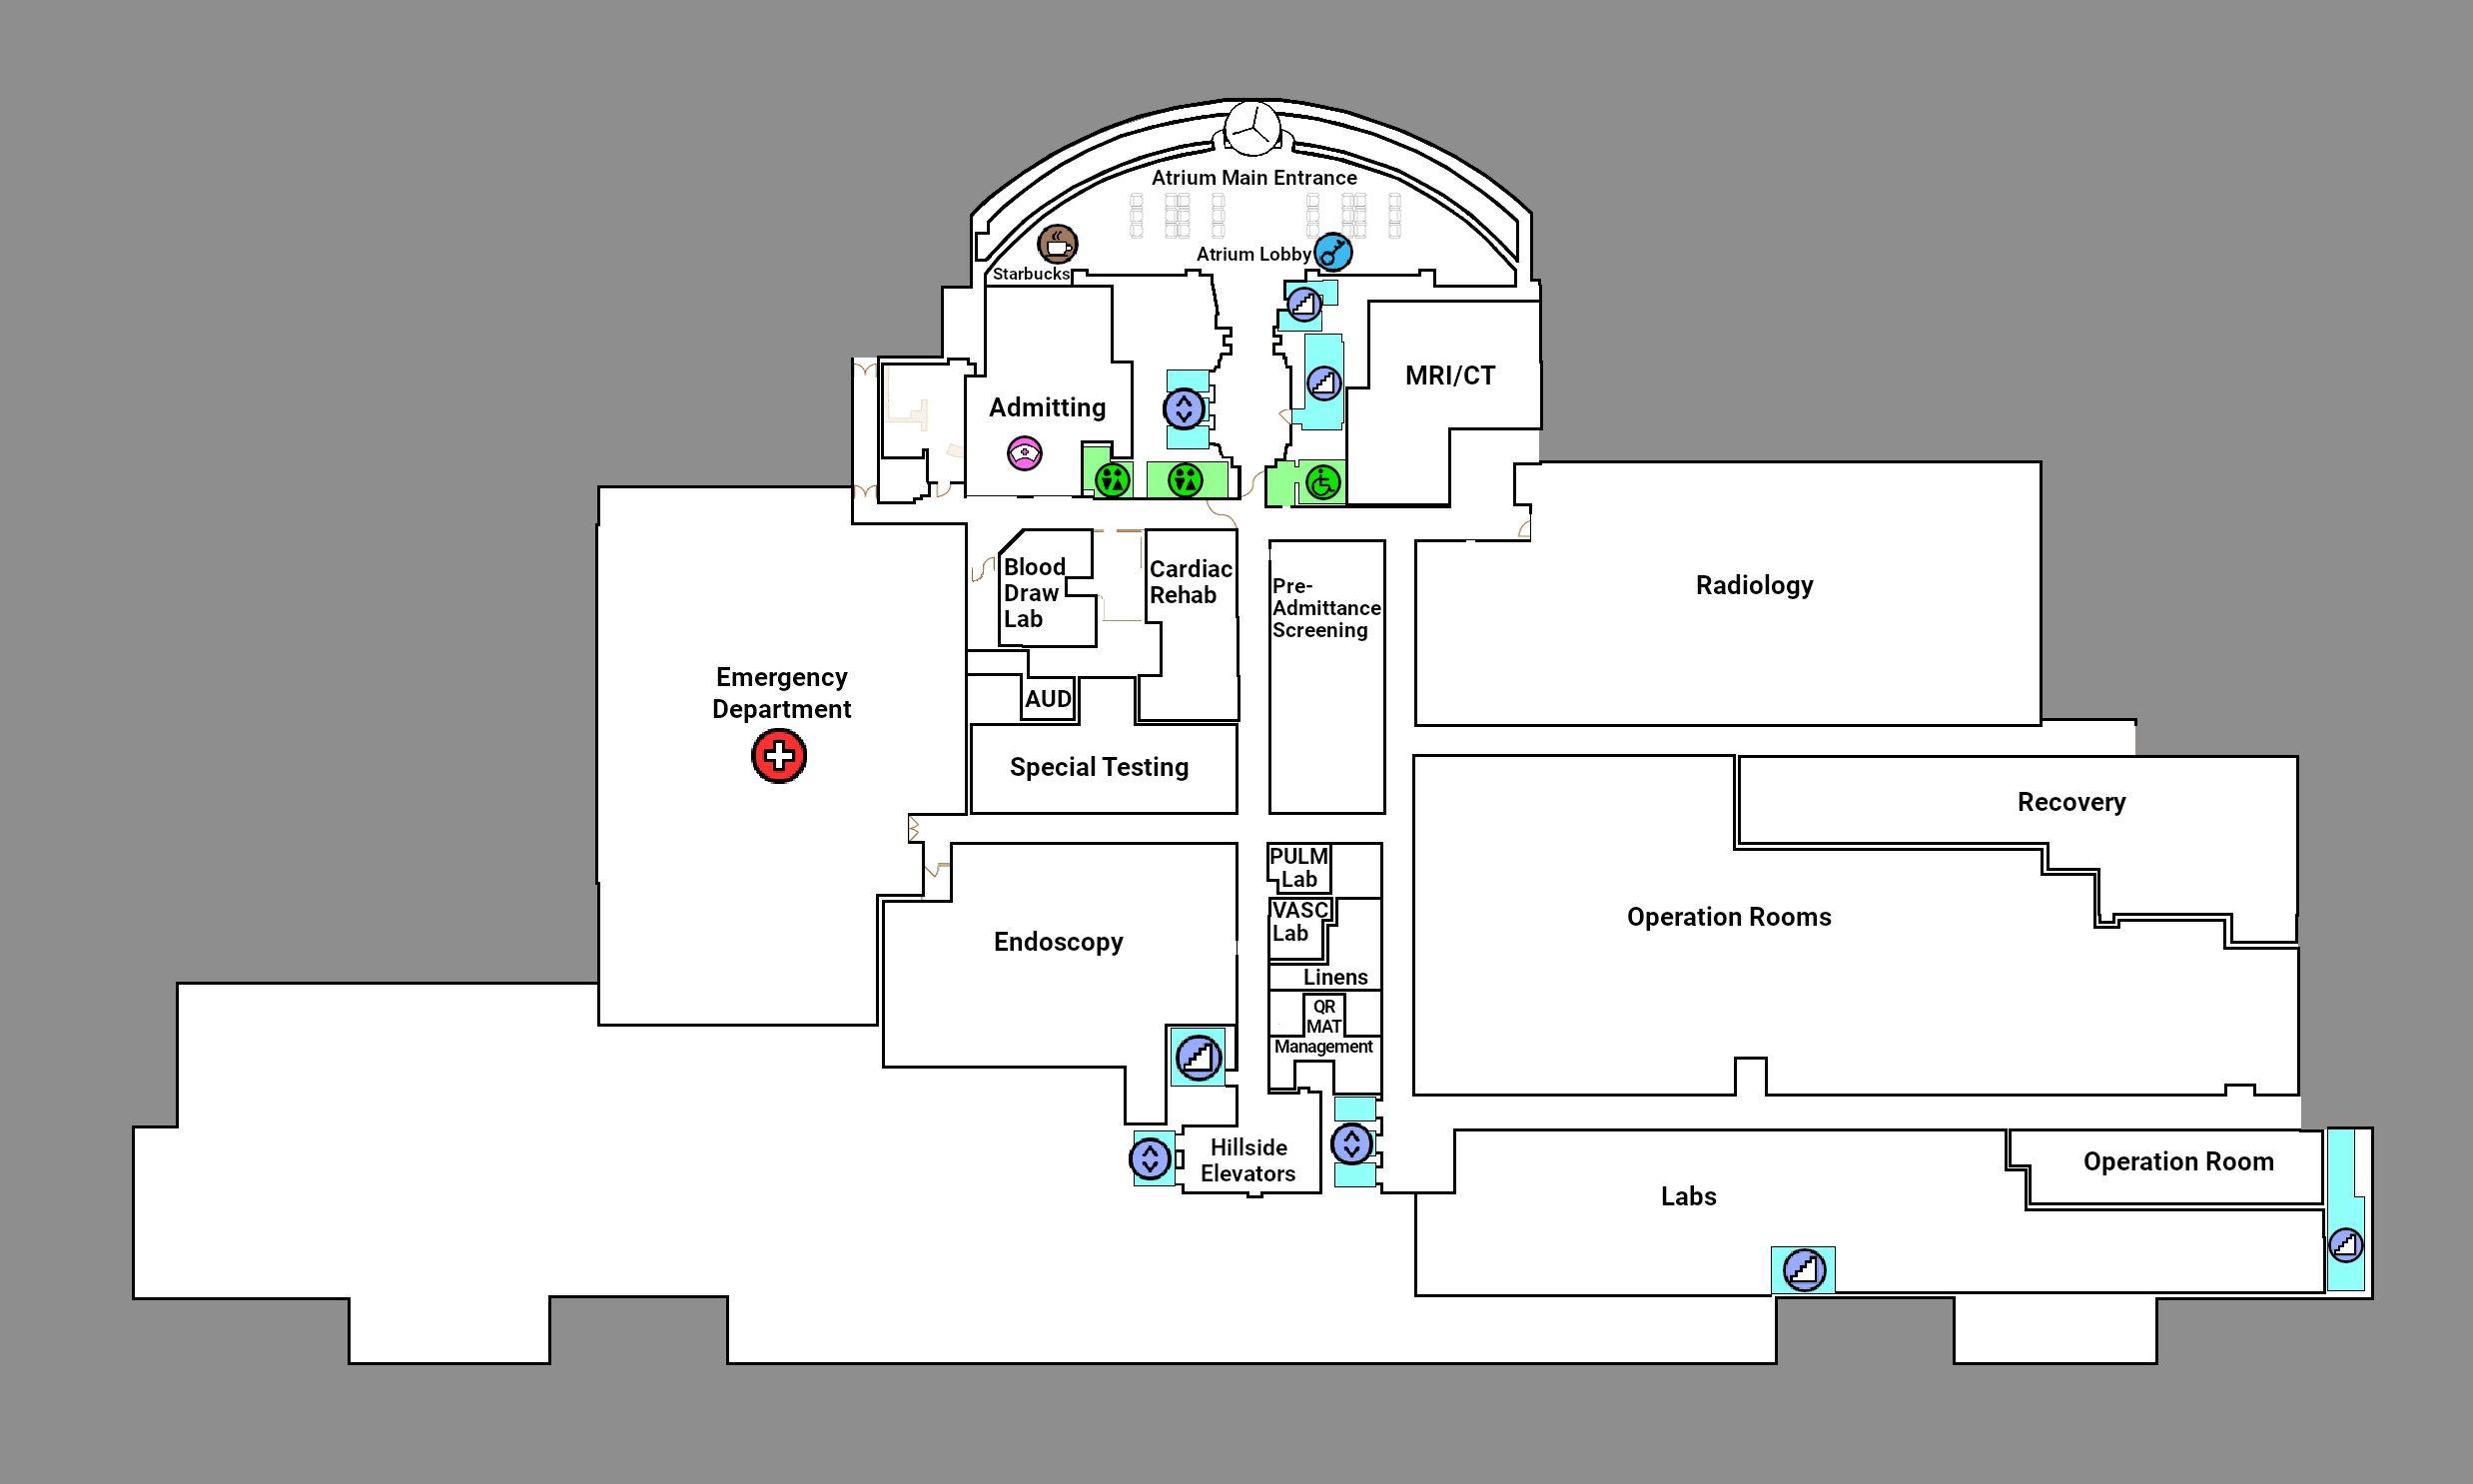 Atrium Main Entrance
Atrium Lobby
Starbucks
MRI/CT
Admitting
Blood
Draw
Lab
Cardiac
Rehab
Pre-
Admittance
Screening
Radiology
Emergency
Department
AUD
Special Testing
Recovery
PULM
Lab
VASC
Lab
Operation Rooms
Endoscopy
Linens
QR
MAT
Management
Hillside
Elevators
Operation Room
Labs